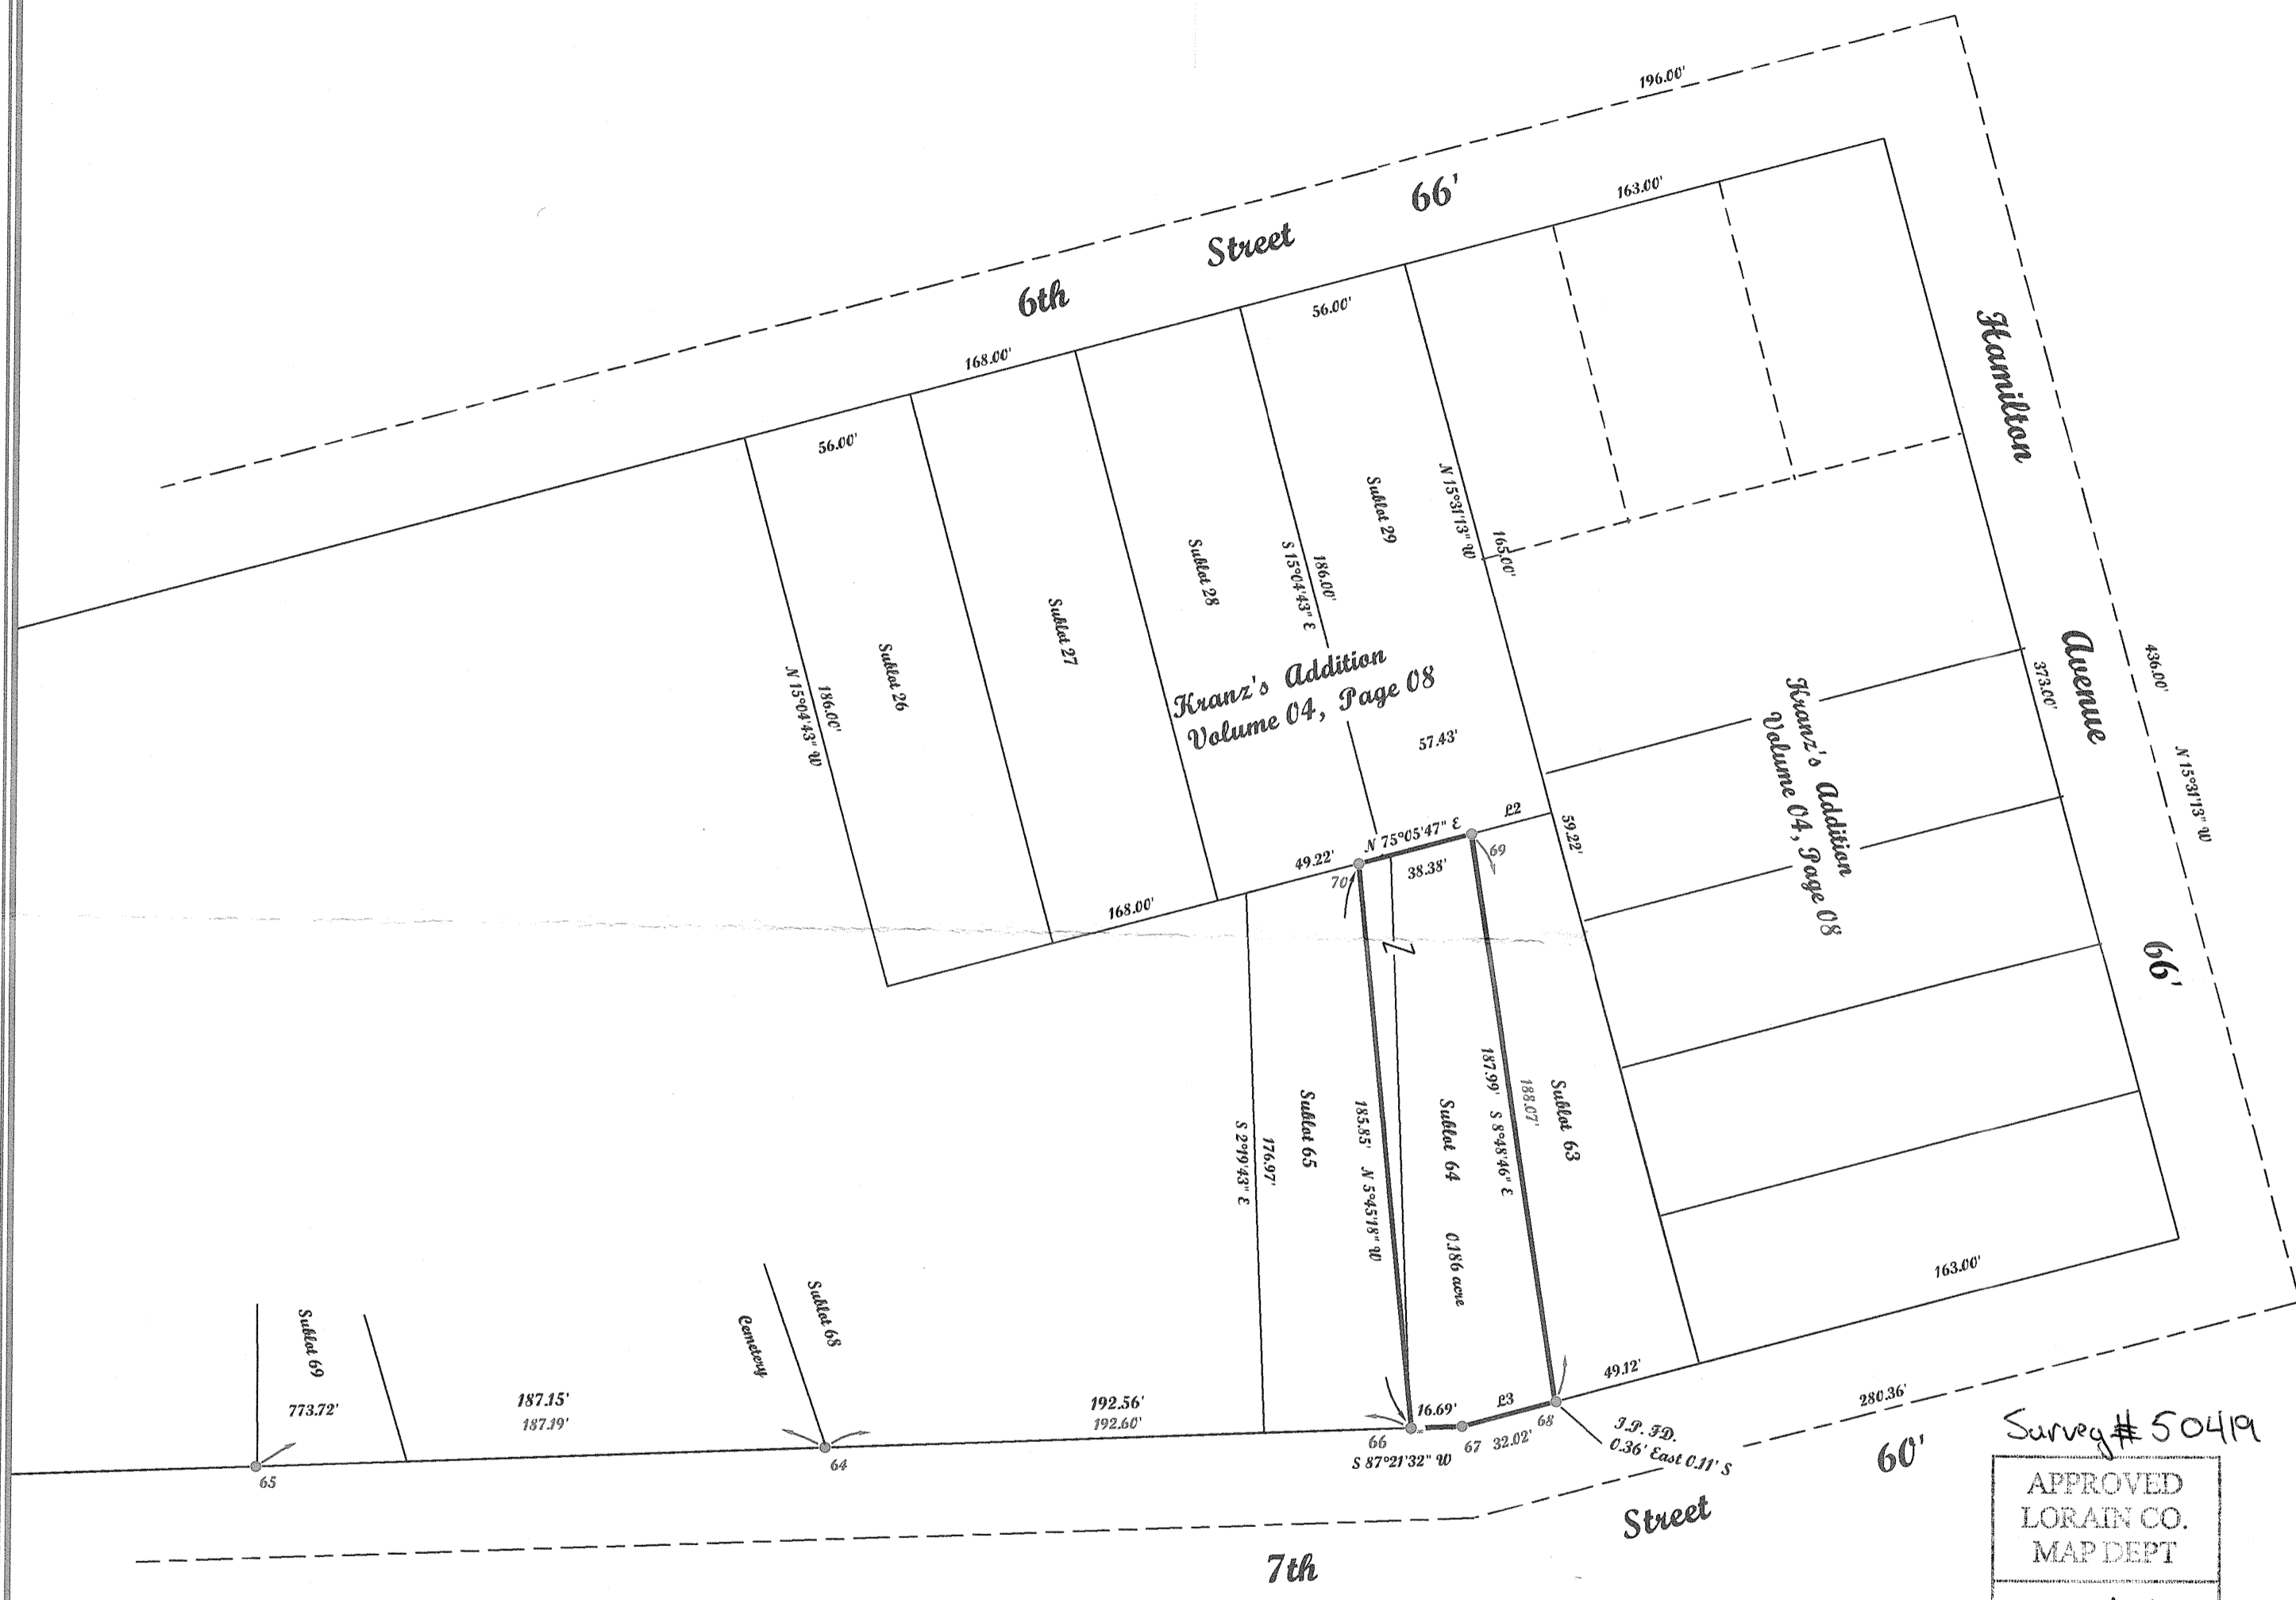 196.00'
66'
163.00'
Street
6th
56.00'
168.00'
56.00'
Hamilton
Avenue
66'
436.00'
373.00'
N 15°31'13" W
N 15°31'13" W
165.00'
Sublot 29
186.00'
S 15°04'43" E
Sublot 28
Sublot 27
Sublot 26
186.00'
N 15°04'43" W
Kranz's Addition
Volume 04, Page 08
Kranz's Addition
Volume 04, Page 08
57.43'
L2
N 75°05'47" E
49.22'
38.38'
59.22'
69
70
168.00'
Sublot 65
176.97'
S 2°19'43" E
185.85' N 5°45'18" W
Sublot 64 0.186 acre
187.99' S 8°48'46" E
188.07'
Sublot 63
163.00'
Sublot 69
Sublot 68
Cemetery
773.72'
187.15'
187.19'
192.56'
192.60'
16.69'
L3
49.12'
280.36'
65
64
66
67
32.02'
68
S 87°21'32" W
I.P. FD.
0.36' East 0.11' S
60'
Street
7th
Survey # 50419
APPROVED
LORAIN CO.
MAP DEPT